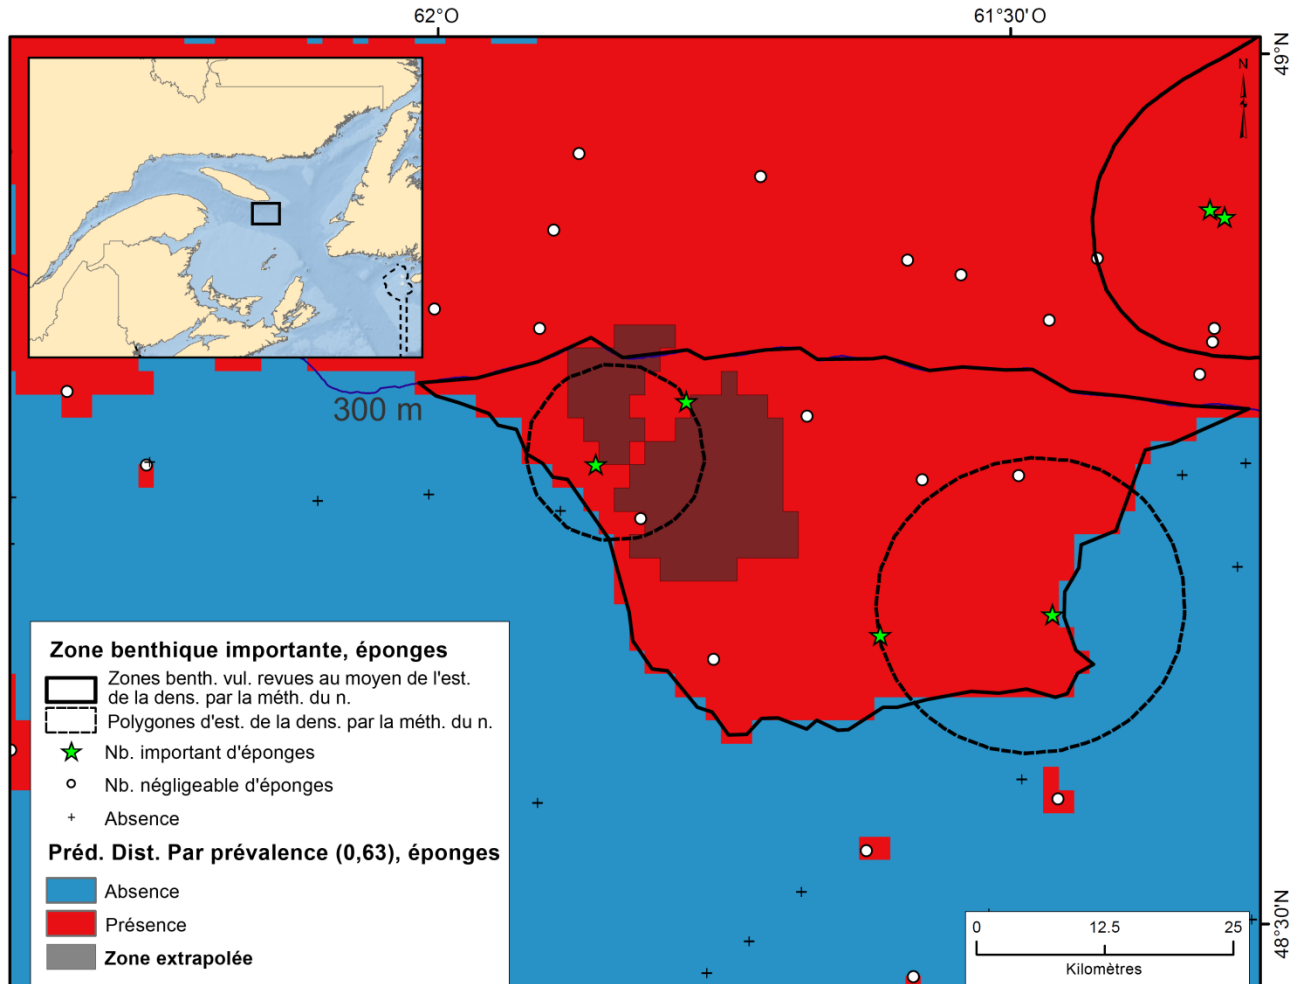 62°O
61°30'O
49°N
N
300 m
Zone benthique importante, éponges
Zones benth. vul. revues au moyen de l'est.
de la dens. par la méth. du n.
Polygones d'est. de la dens. par la méth. du n.
Nb. important d'éponges
Nb. négligeable d'éponges
Absence
Préd. Dist. Par prévalence (0,63), éponges
Absence
Présence
Zone extrapolée
0
12.5
25
Kilomètres
48°30'N